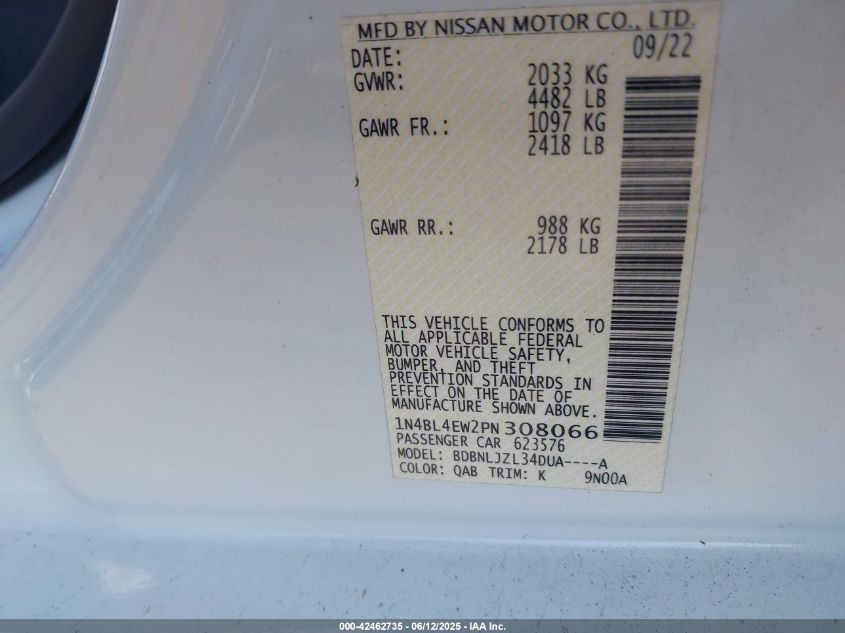 MFD BY NISSAN MOTOR CO., LTD.
DATE: 09/22
GVWR: 2033 KG
4482 LB
GAWR FR.: 1097 KG
2418 LB
GAWR RR.: 988 KG
2178 LB
THIS VEHICLE CONFORMS TO
ALL APPLICABLE FEDERAL
MOTOR VEHICLE SAFETY,
BUMPER, AND THEFT
PREVENTION STANDARDS IN
EFFECT ON THE DATE OF
MANUFACTURE SHOWN ABOVE.
1N4BL4EW2PN308066
PASSENGER CAR 623576
MODEL: BDBNLJZL34DUA----A
COLOR: QAB TRIM: K 9N00A
000-42462735 - 06/12/2025 - IAA Inc.